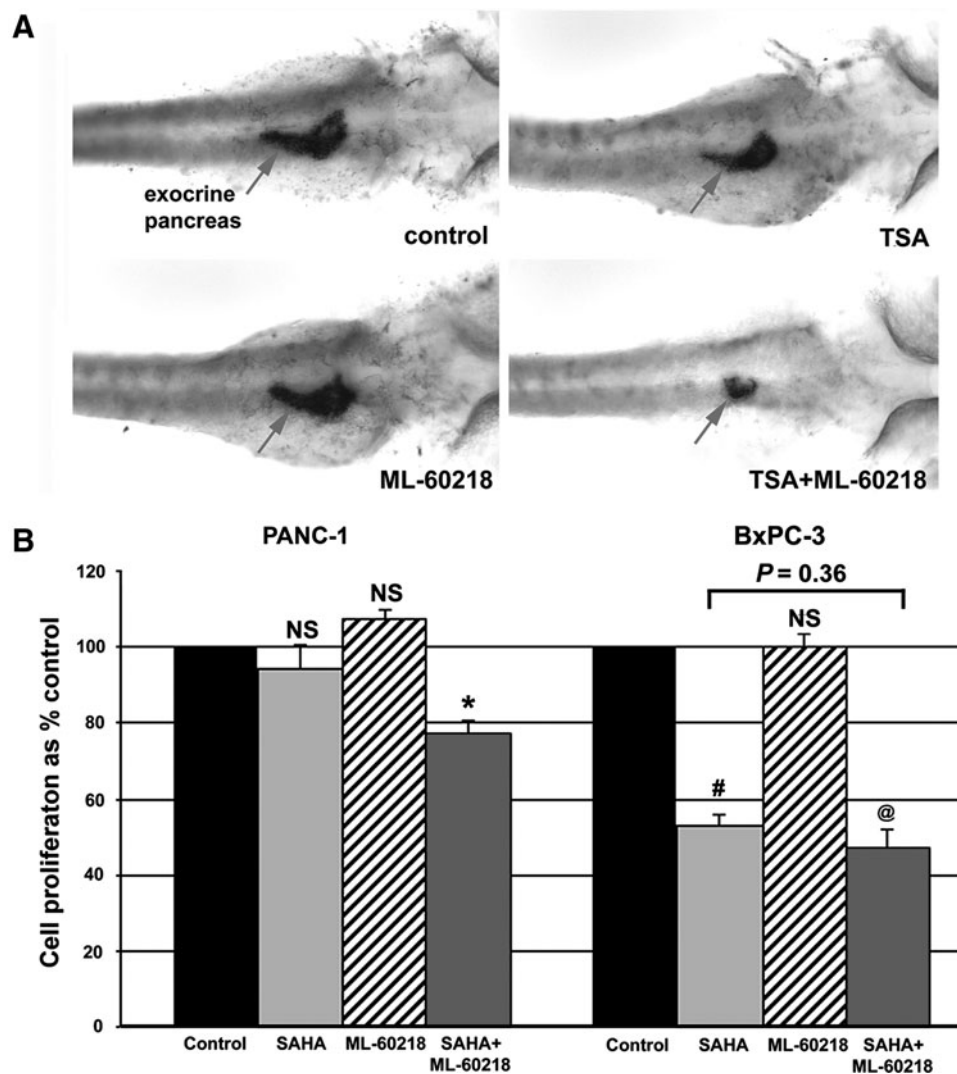 A
exocrine
pancreas
control
TSA
ML-60218
TSA+ML-60218
B
PANC-1
BxPC-3
P = 0.36
Cell proliferaton as % control
120
100
80
60
40
20
0
NS
NS
*
#
NS
@
Control
SAHA
ML-60218
SAHA+
ML-60218
Control
SAHA
ML-60218
SAHA+
ML-60218